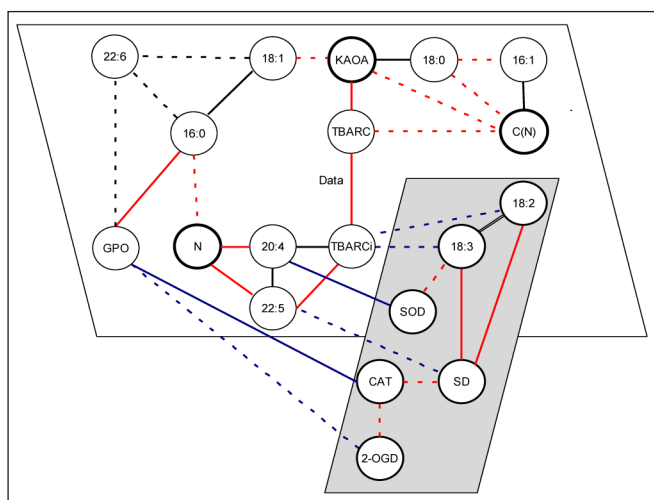 22:6
18:1
KAOA
18:0
16:1
16:0
TBARC
C(N)
Data
18:2
GPO
N
20:4
TBARCi
18:3
22:5
SOD
CAT
SD
2-OGD